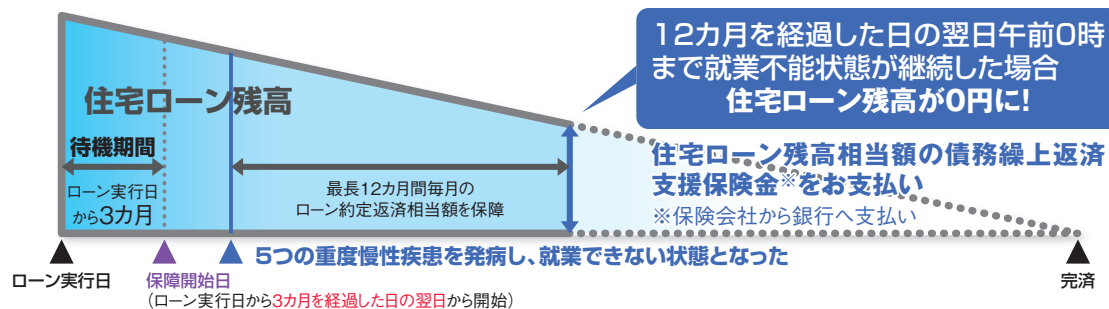 12カ月を経過した日の翌日午前0時
まで就業不能状態が継続した場合
住宅ローン残高が0円に!
住宅ローン残高
待機期間
ローン実行日
から3カ月
最長12カ月間毎月の
ローン約定返済相当額を保障
住宅ローン残高相当額の債務繰上返済
支援保険金※をお支払い
※保険会社から銀行へ支払い
5つの重度慢性疾患を発病し、就業できない状態となった
ローン実行日
保障開始日
完済
（ローン実行日から3カ月を経過した日の翌日から開始）